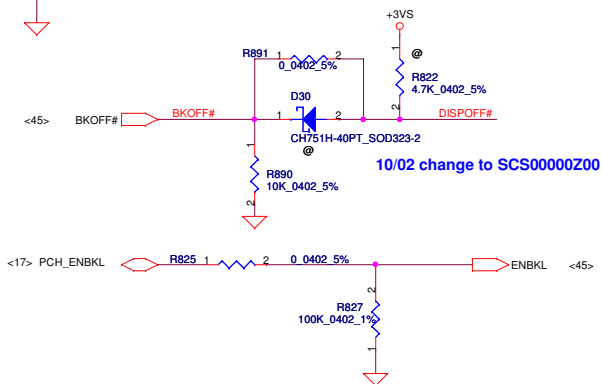 +3VS
R891 1 2
0_0402_5%
1 @
R822
4.7K_0402_5%
2
D30
<45> BKOFF# BKOFF# 1 2 DISPOFF#
CH751H-40PT_SOD323-2
@
10/02 change to SCS00000Z00
1
R890
10K_0402_5%
2
<17> PCH_ENBKL R825 1 2 0_0402_5% ENBKL <45>
2
R827
100K_0402_1%
1